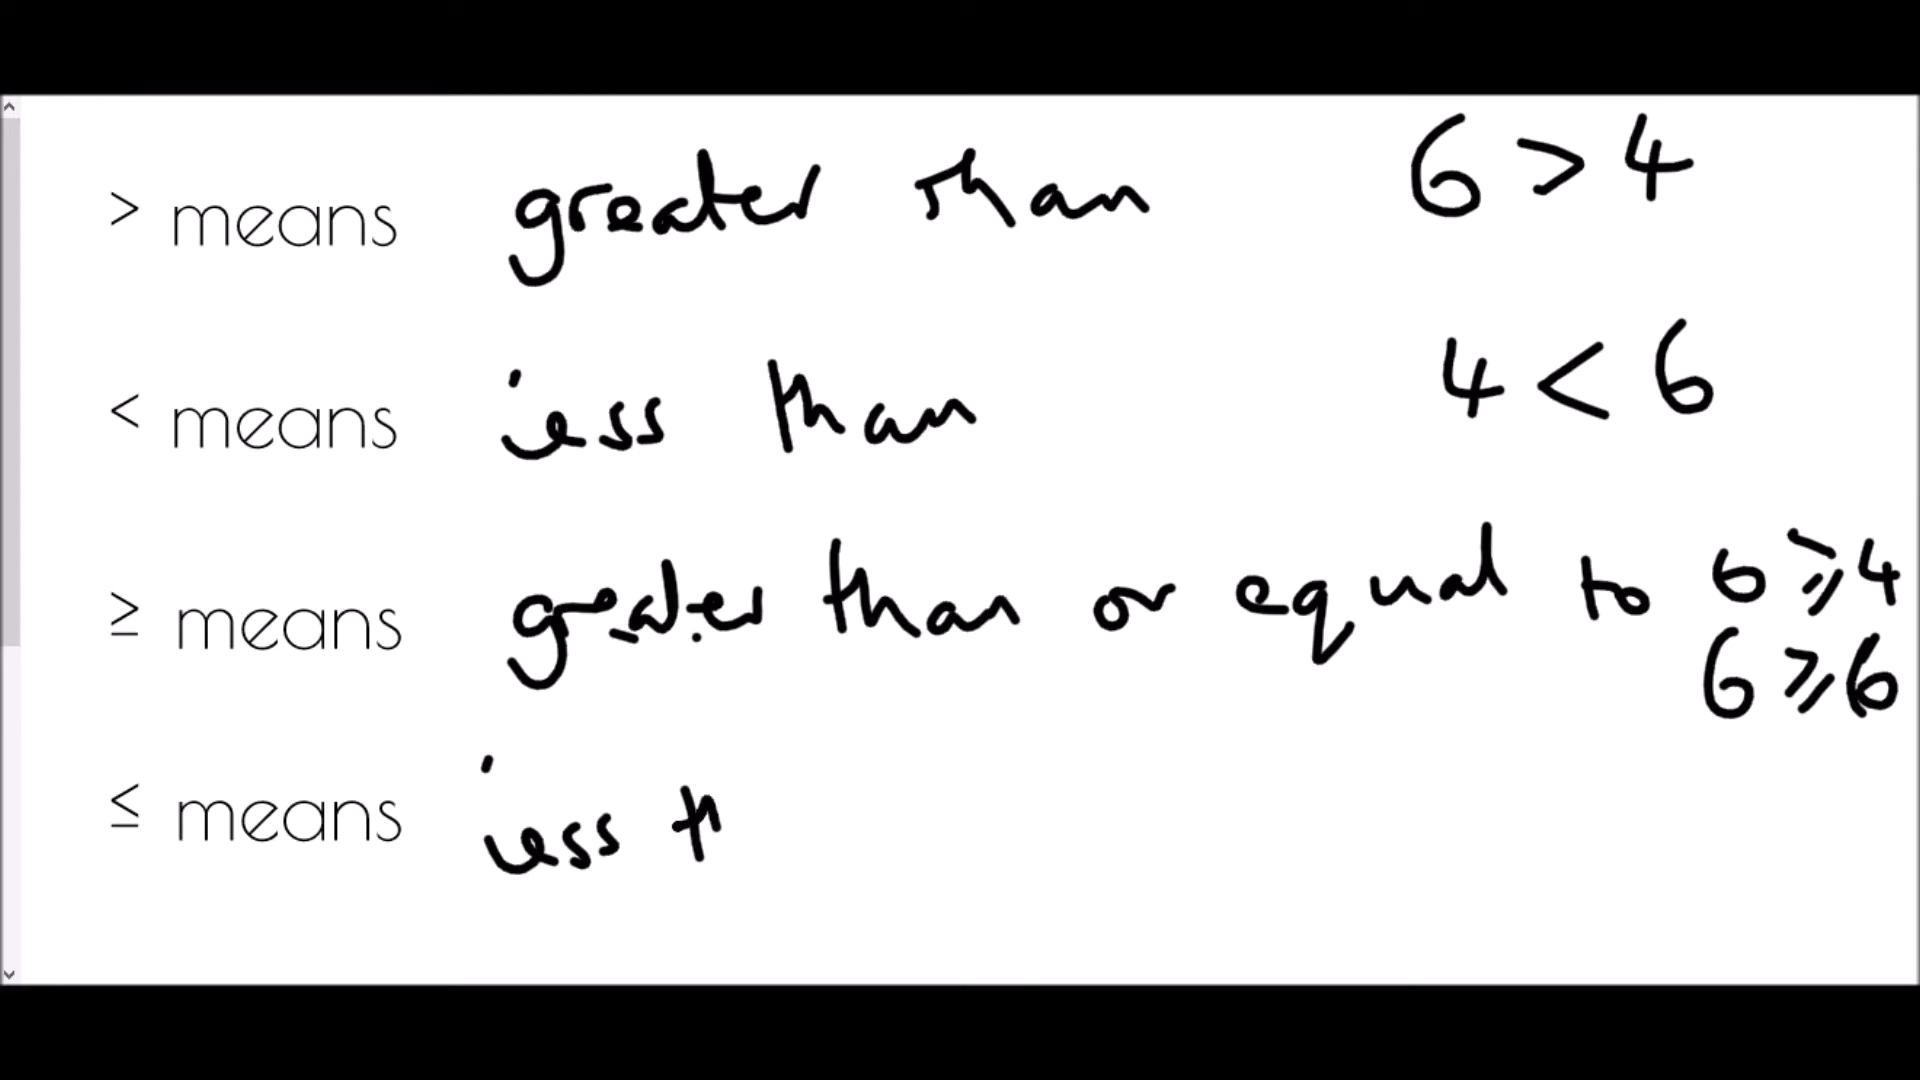 > means greater than 6 > 4
< means less than 4 < 6
≥ means greater than or equal to 6 ⩾ 4
6 ⩾ 6
≤ means less th